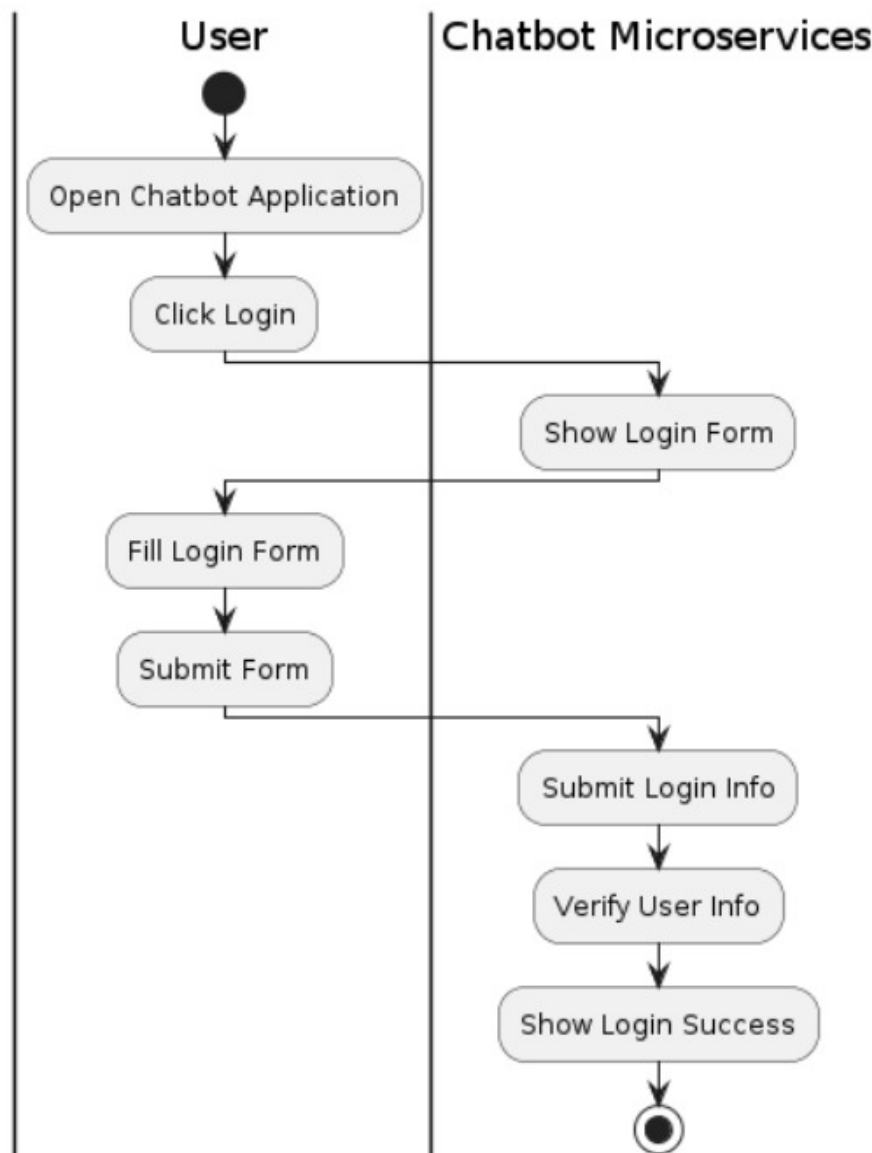 User
Chatbot Microservices
Open Chatbot Application
Click Login
Show Login Form
Fill Login Form
Submit Form
Submit Login Info
Verify User Info
Show Login Success